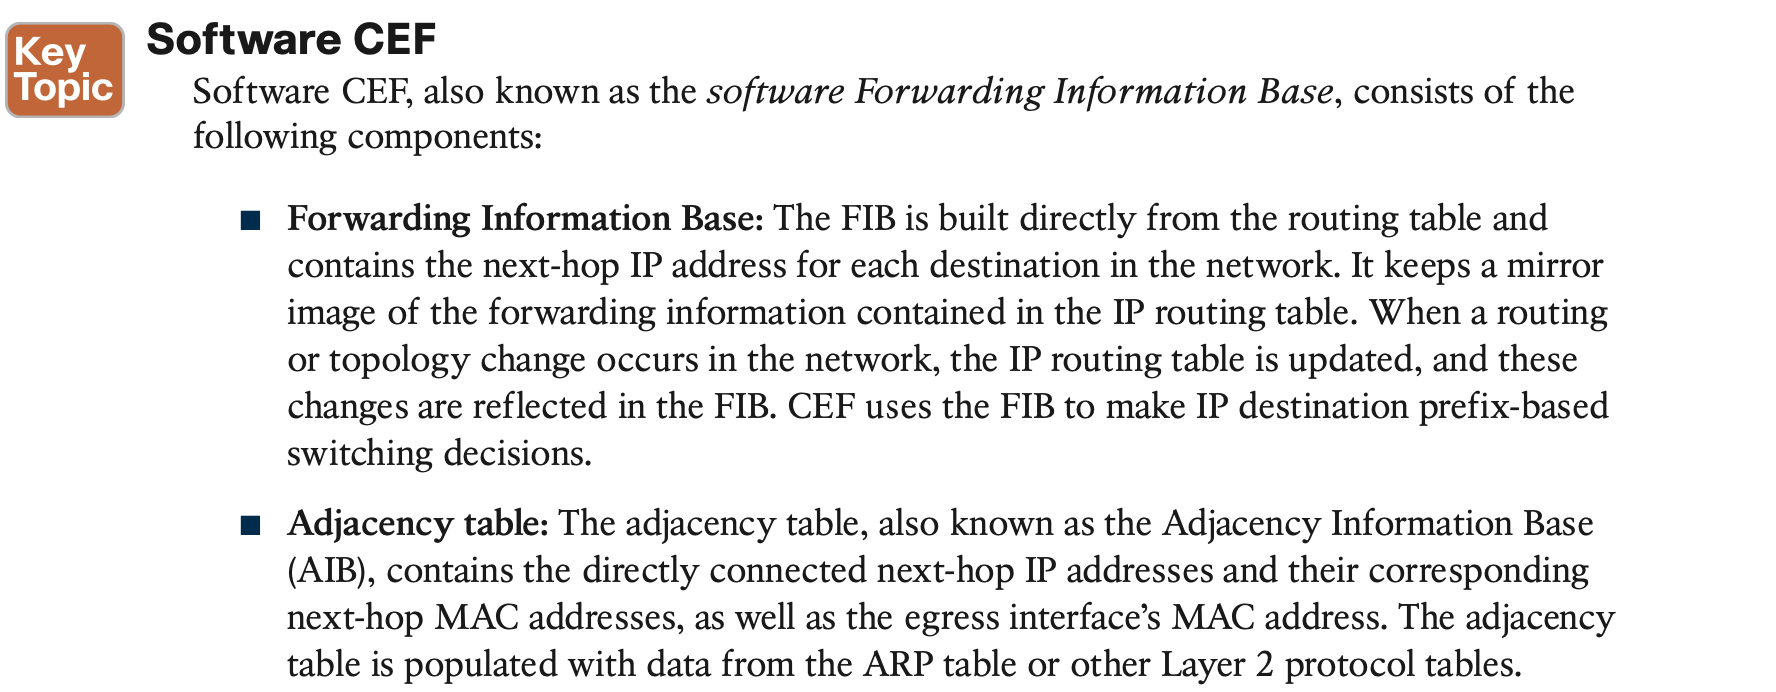 Key
Topic
Software CEF
Software CEF, also known as the software Forwarding Information Base, consists of the
following components:
■ Forwarding Information Base: The FIB is built directly from the routing table and
contains the next-hop IP address for each destination in the network. It keeps a mirror
image of the forwarding information contained in the IP routing table. When a routing
or topology change occurs in the network, the IP routing table is updated, and these
changes are reflected in the FIB. CEF uses the FIB to make IP destination prefix-based
switching decisions.
■ Adjacency table: The adjacency table, also known as the Adjacency Information Base
(AIB), contains the directly connected next-hop IP addresses and their corresponding
next-hop MAC addresses, as well as the egress interface’s MAC address. The adjacency
table is populated with data from the ARP table or other Layer 2 protocol tables.